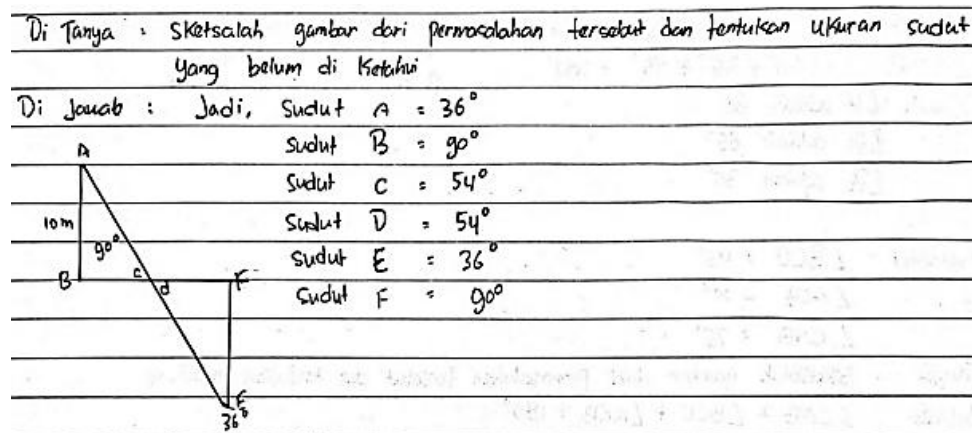 Di Tanya : Sketsalah gambar dari permasalahan tersebut dan tentukan ukuran sudut
yang belum di Ketahui
Di Jawab : Jadi, Sudut A = 36°
Sudut B = 90°
Sudut C = 54°
Sudut D = 54°
Sudut E = 36°
Sudut F = 90°
A
10m
90°
B
c
d
F
E
36°